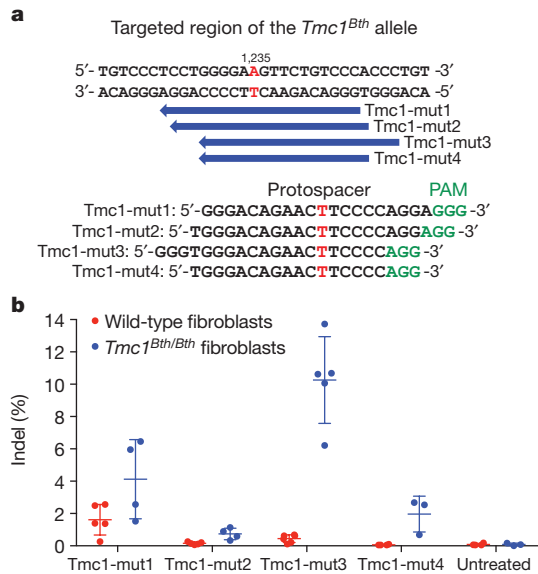 a
Targeted region of the Tmc1Bth allele
1,235
5′- TGTCCCTCCTGGGGAAGTTCTGTCCCACCCTGT -3′
3′- ACAGGGAGGACCCCTTCAAGACAGGGTGGGACA -5′
Tmc1-mut1
Tmc1-mut2
Tmc1-mut3
Tmc1-mut4
Protospacer PAM
Tmc1-mut1: 5′-GGGACAGAACTTCCCCAGGAGGG-3′
Tmc1-mut2: 5′-TGGGACAGAACTTCCCCAGGAGG-3′
Tmc1-mut3: 5′-GGGTGGGACAGAACTTCCCCAGG-3′
Tmc1-mut4: 5′-TGGGACAGAACTTCCCCAGG-3′
b
Wild-type fibroblasts
Tmc1Bth/Bth fibroblasts
Indel (%)
14
12
10
8
6
4
2
0
Tmc1-mut1 Tmc1-mut2 Tmc1-mut3 Tmc1-mut4 Untreated